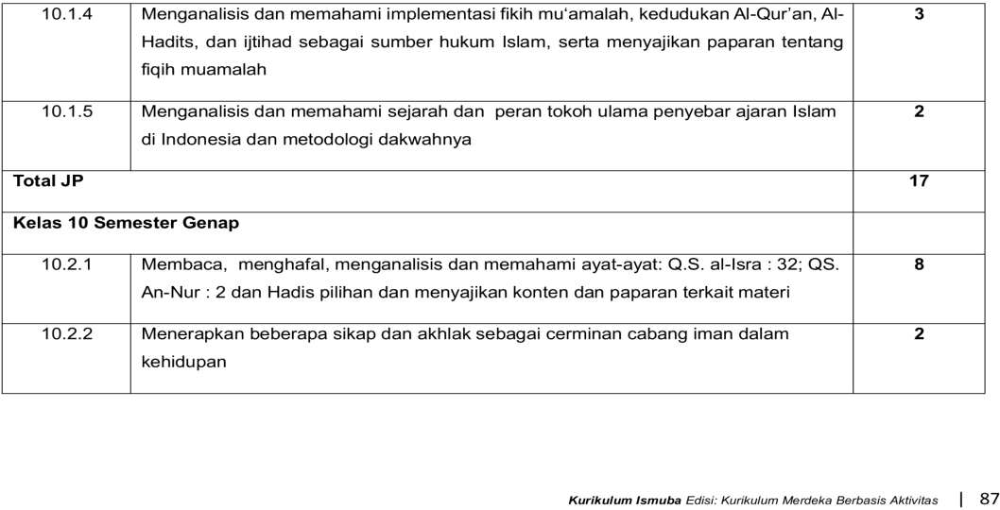 10.1.4 Menganalisis dan memahami implementasi fikih mu‘amalah, kedudukan Al-Qur’an, Al- 3
Hadits, dan ijtihad sebagai sumber hukum Islam, serta menyajikan paparan tentang
fiqih muamalah
10.1.5 Menganalisis dan memahami sejarah dan peran tokoh ulama penyebar ajaran Islam 2
di Indonesia dan metodologi dakwahnya
Total JP 17
Kelas 10 Semester Genap
10.2.1 Membaca, menghafal, menganalisis dan memahami ayat-ayat: Q.S. al-Isra : 32; QS. 8
An-Nur : 2 dan Hadis pilihan dan menyajikan konten dan paparan terkait materi
10.2.2 Menerapkan beberapa sikap dan akhlak sebagai cerminan cabang iman dalam 2
kehidupan
Kurikulum Ismuba Edisi: Kurikulum Merdeka Berbasis Aktivitas | 87